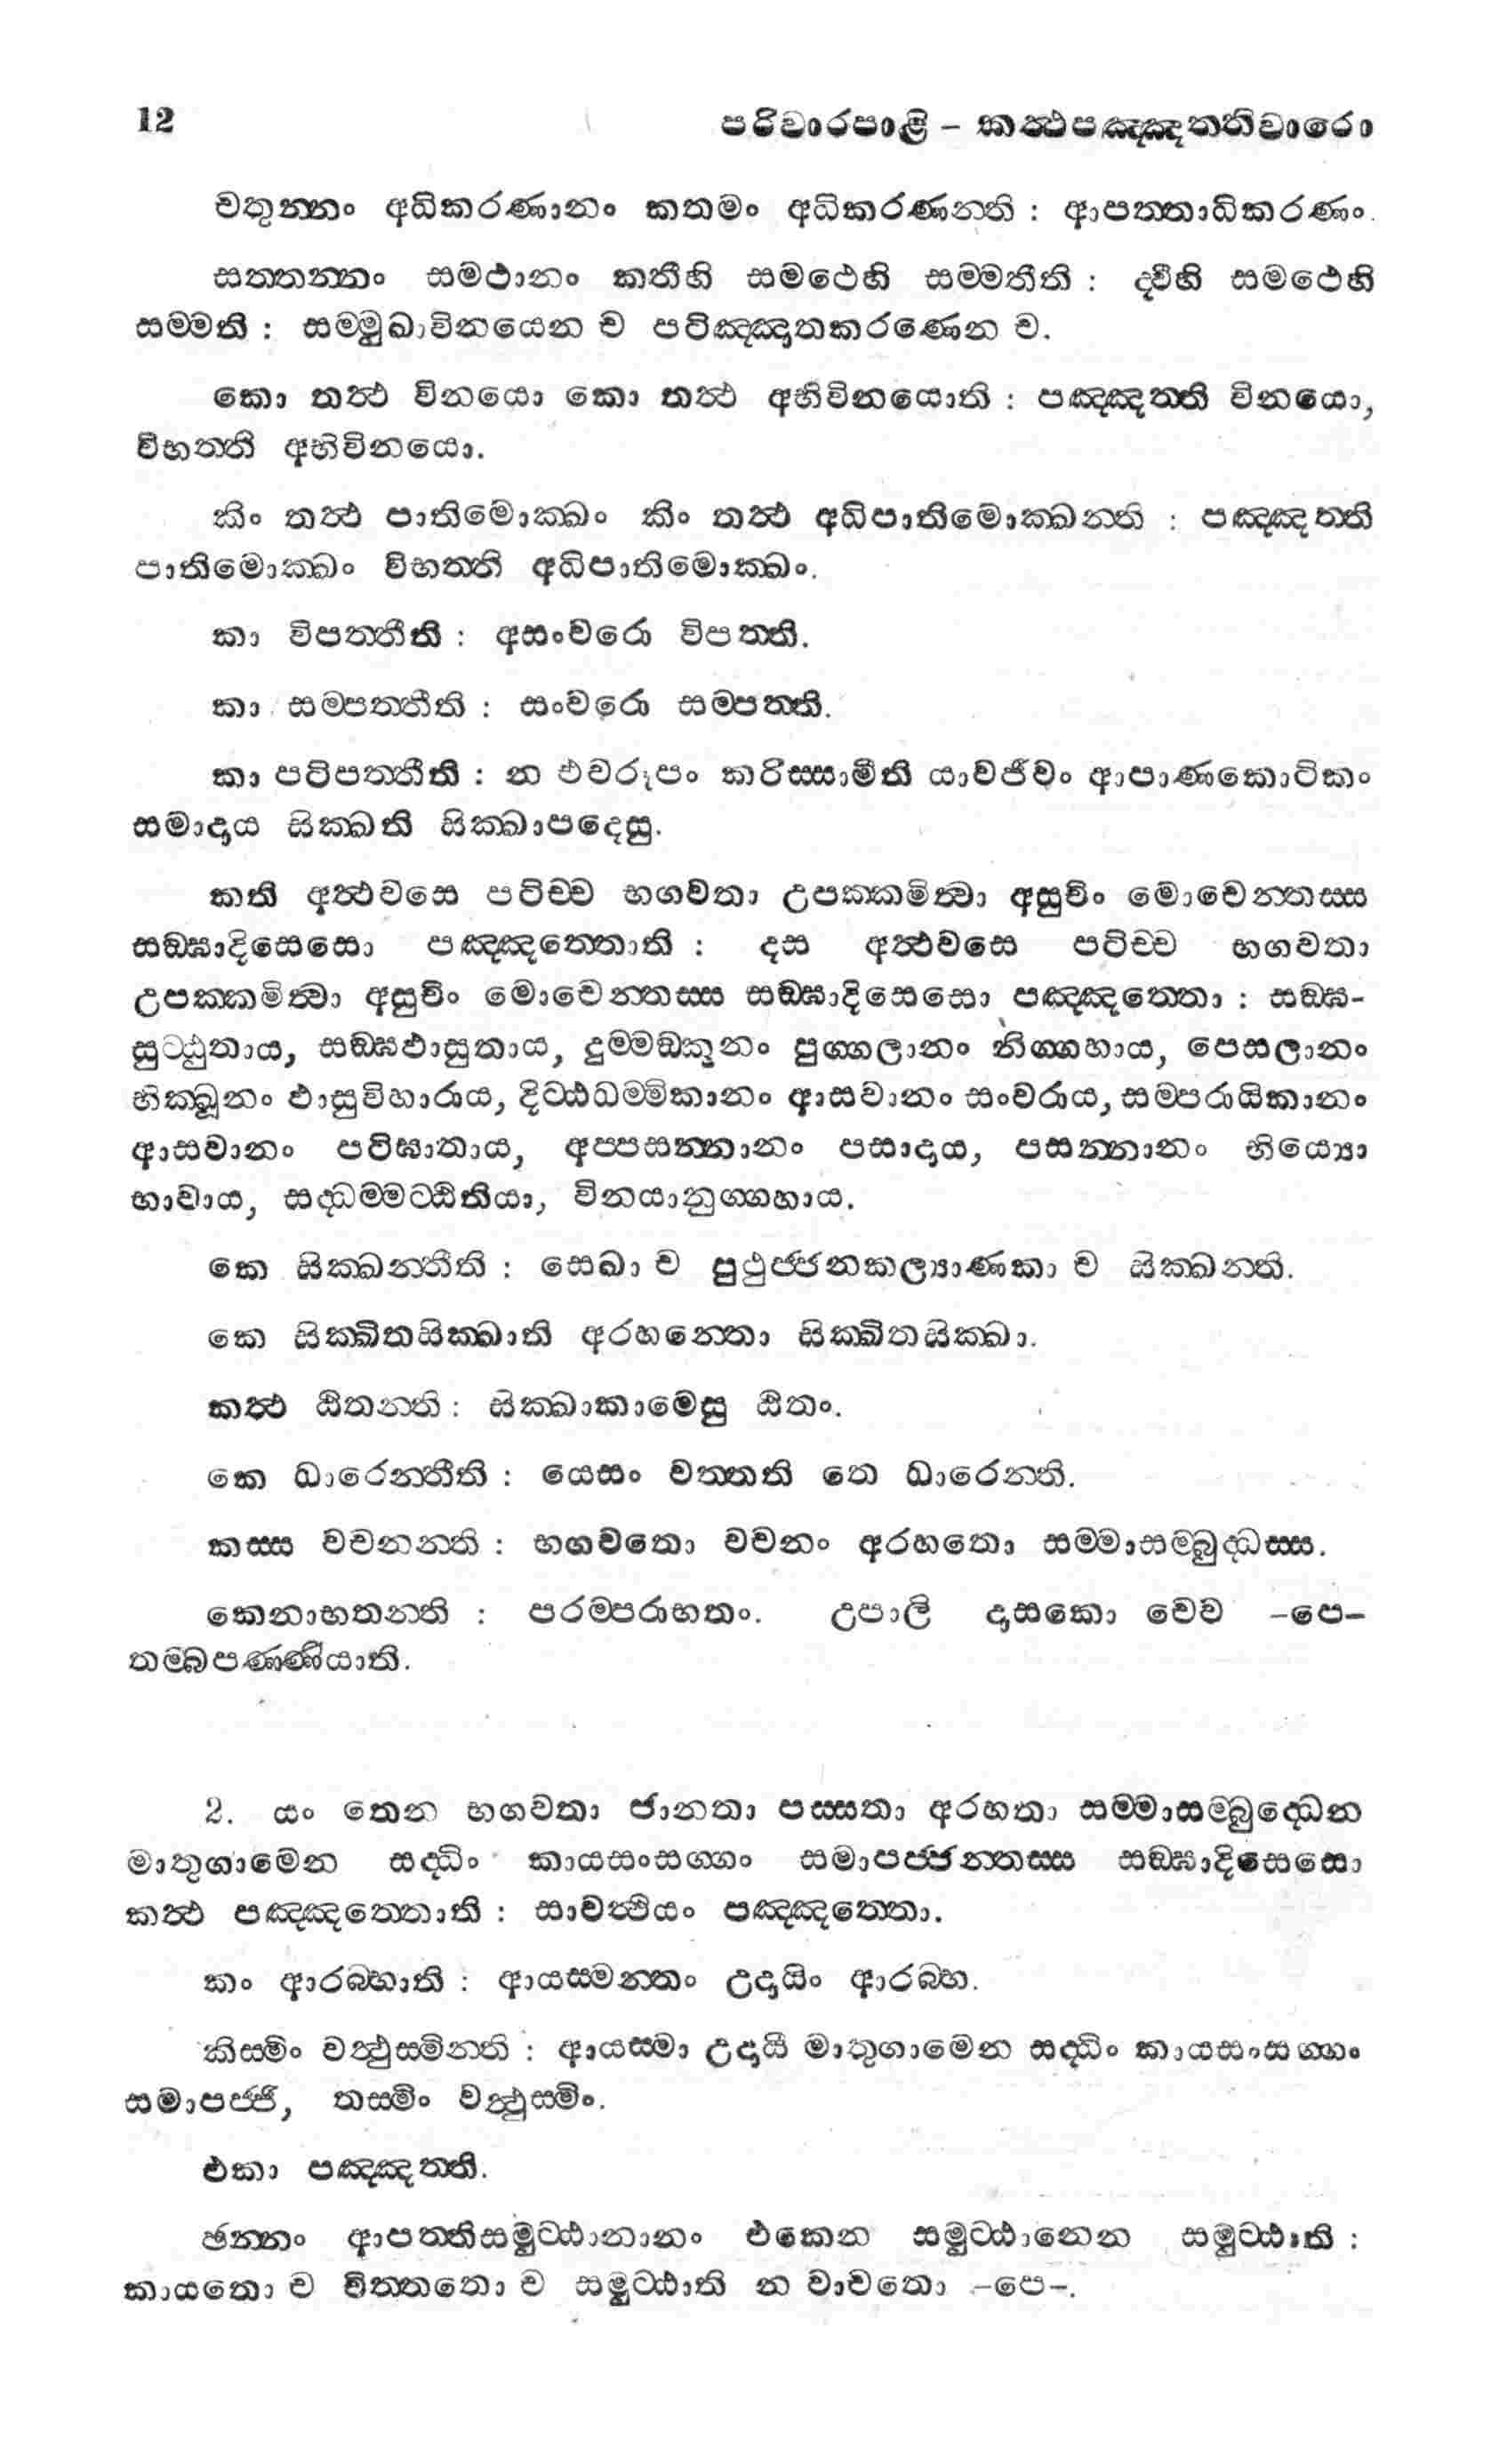 12 පරිවාරපාළි – කත්ථපඤ්ඤත්තිවාරො
චතුන්නං අධිකරණානං කතමං අධිකරණන්ති : ආපත්තාධිකරණං.
සත්තන්නං සමථානං කතීහි සමථෙහි සම්මතීති : ද්වීහි සමථෙහි
සම්මති : සම්මුඛාවිනයෙන ච පටිඤ්ඤාතකරණෙන ච.
කො තත්ථ විනයො කො තත්ථ අභිවිනයොති : පඤ්ඤත්ති විනයො,
විභත්ති අභිවිනයො.
කිං තත්ථ පාතිමොක්ඛං කිං තත්ථ අධිපාතිමොක්ඛන්ති : පඤ්ඤත්ති
පාතිමොක්ඛං විභත්ති අධිපාතිමොක්ඛං.
කා විපත්තීති : අසංවරො විපත්ති.
කා සම්පත්තීති : සංවරො සම්පත්ති.
කා පටිපත්තීති : න එවරූපං කරිස්සාමීති යාවජීවං ආපාණකොටිකං
සමාදාය සික්ඛති සික්ඛාපදෙසු.
කති අත්ථවසෙ පටිච්ච භගවතා උපක්කමිත්වා අසුචිං මොචෙන්තස්ස
සඞ්ඝාදිසෙසො පඤ්ඤත්තොති : දස අත්ථවසෙ පටිච්ච භගවතා
උපක්කමිත්වා අසුචිං මොචෙන්තස්ස සඞ්ඝාදිසෙසො පඤ්ඤත්තො : සඞ්ඝ-
සුට්ඨුතාය, සඞ්ඝඵාසුතාය, දුම්මඞ්කූනං පුග්ගලානං නිග්ගහාය, පෙසලානං
භික්ඛූනං ඵාසුවිහාරාය, දිට්ඨධම්මිකානං ආසවානං සංවරාය, සම්පරායිකානං
ආසවානං පටිඝාතාය, අප්පසන්නානං පසාදාය, පසන්නානං භිය්‍යො
භාවාය, සද්ධම්මට්ඨිතියා, විනයානුග්ගහාය.
කෙ සික්ඛන්තීති : සෙඛා ච පුථුජ්ජනකල්‍යාණකා ච සික්ඛන්ති.
කෙ සික්ඛිතසික්ඛාති අරහන්තො සික්ඛිතසික්ඛා.
කත්ථ ඨිතන්ති : සික්ඛාකාමෙසු ඨිතං.
කෙ ධාරෙන්තීති : යෙසං වත්තති තෙ ධාරෙන්ති.
කස්ස වචනන්ති : භගවතො වචනං අරහතො සම්මාසම්බුද්ධස්ස.
කෙනාභතන්ති : පරම්පරාභතං. උපාලි දාසකො චෙව –පෙ–
තම්බපණ්ණියාති.
2. යං තෙන භගවතා ජානතා පස්සතා අරහතා සම්මාසම්බුද්ධෙන
මාතුගාමෙන සද්ධිං කායසංසග්ගං සමාපජ්ජන්තස්ස සඞ්ඝාදිසෙසො
කත්ථ පඤ්ඤත්තොති : සාවත්ථියං පඤ්ඤත්තො.
කං ආරබ්භාති : ආයස්මන්තං උදායිං ආරබ්භ.
කිස්මිං වත්ථුස්මින්ති : ආයස්මා උදායී මාතුගාමෙන සද්ධිං කායසංසග්ගං
සමාපජ්ජි, තස්මිං වත්ථුස්මිං.
එකා පඤ්ඤත්ති.
ඡන්නං ආපත්තිසමුට්ඨානානං එකෙන සමුට්ඨානෙන සමුට්ඨාති :
කායතො ච චිත්තතො ච සමුට්ඨාති න වාචතො –පෙ–.